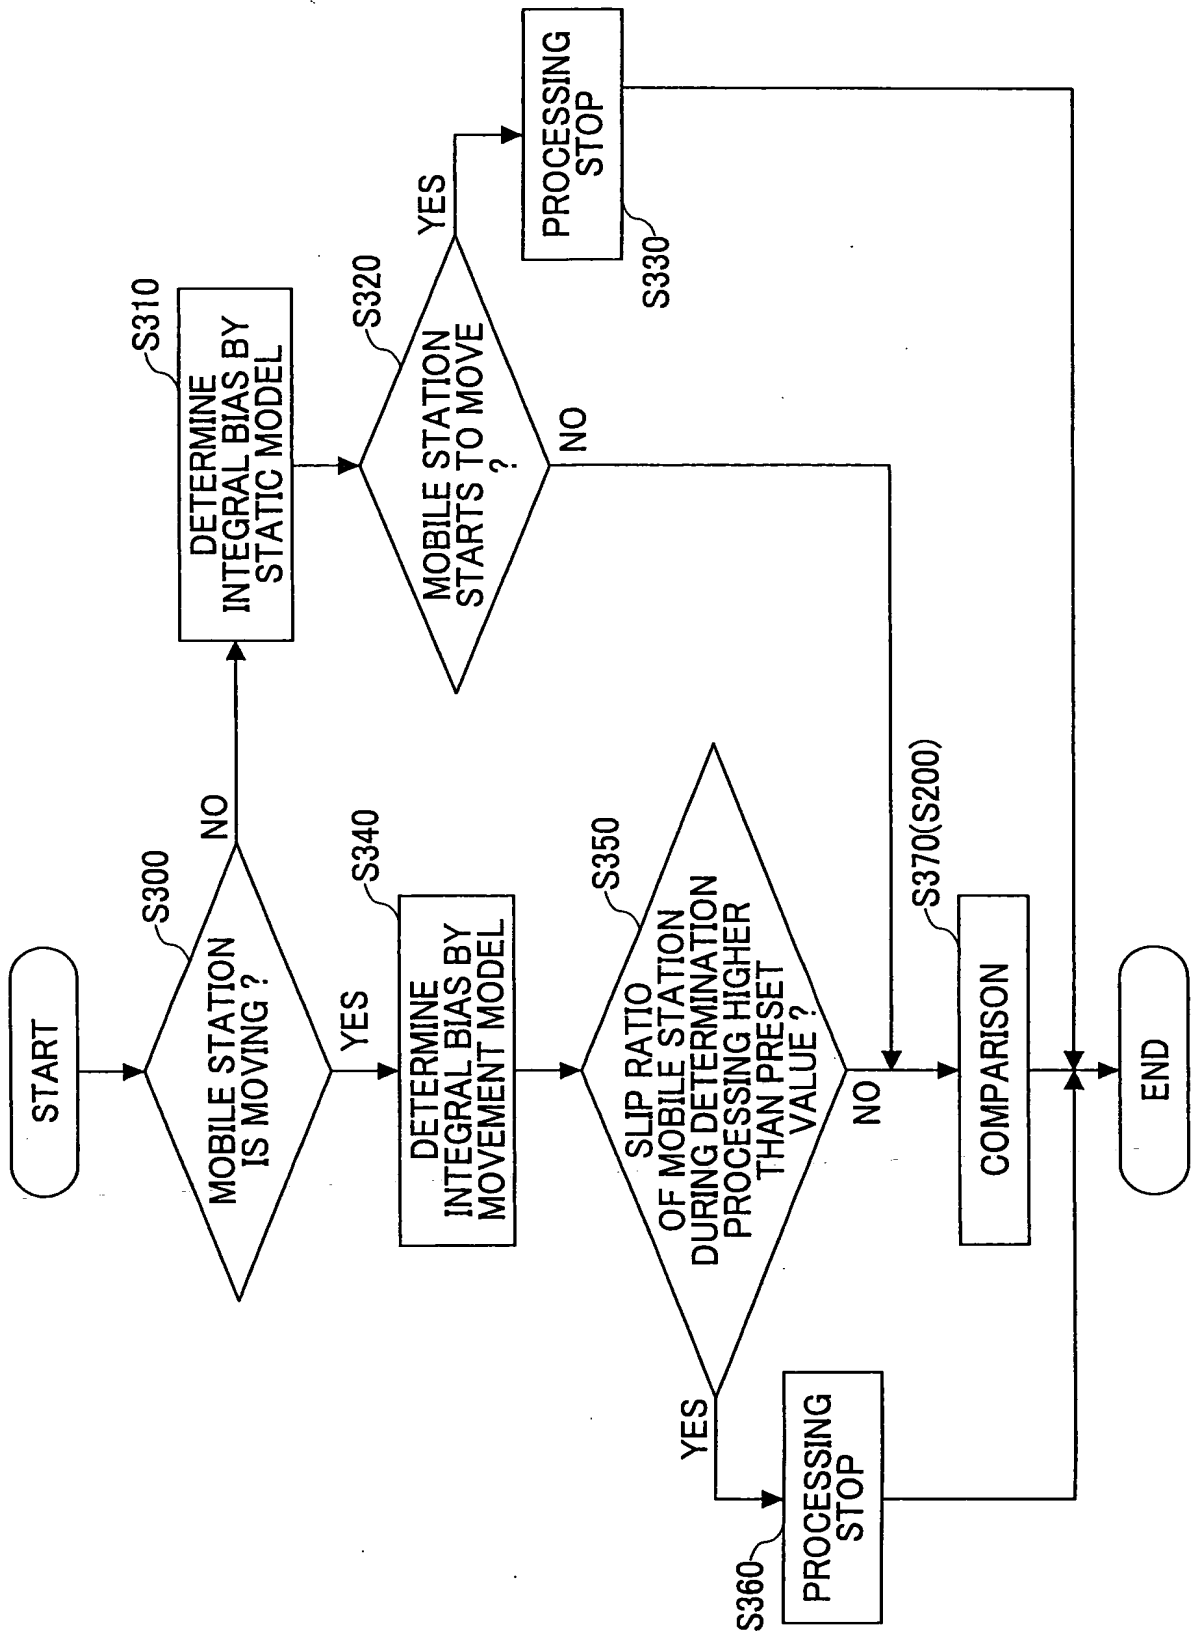 START
S300
MOBILE STATION
IS MOVING ?
NO
YES
S310
DETERMINE
INTEGRAL BIAS BY
STATIC MODEL
S320
MOBILE STATION
STARTS TO MOVE
?
YES
NO
PROCESSING
STOP
S330
S340
DETERMINE
INTEGRAL BIAS BY
MOVEMENT MODEL
S350
SLIP RATIO
OF MOBILE STATION
DURING DETERMINATION
PROCESSING HIGHER
THAN PRESET
VALUE ?
YES
NO
S360
PROCESSING
STOP
S370(S200)
COMPARISON
END